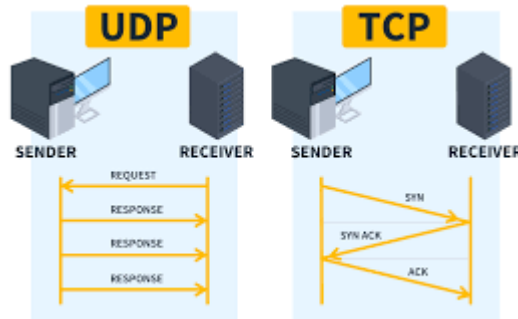 UDP
SENDER
RECEIVER
REQUEST
RESPONSE
RESPONSE
RESPONSE
TCP
SENDER
RECEIVER
SYN
SYN ACK
ACK